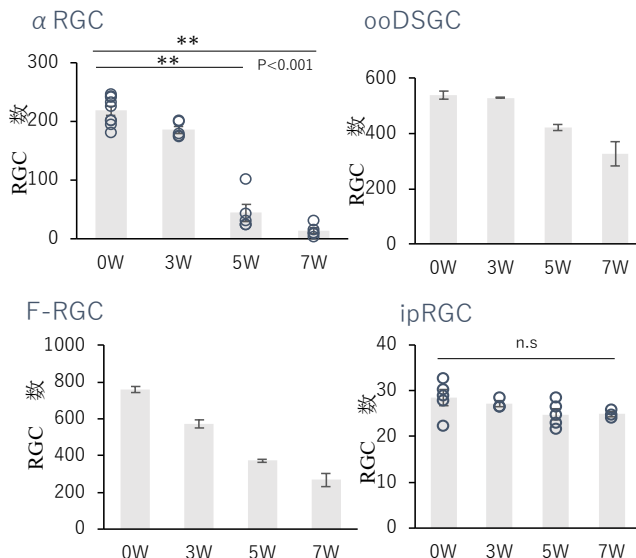 αRGC
**
**
P<0.001
300
200
100
0
RGC 数
0W 3W 5W 7W
ooDSGC
600
400
200
0
RGC 数
0W 3W 5W 7W
F-RGC
1000
800
600
400
200
0
RGC 数
0W 3W 5W 7W
ipRGC
n.s
40
30
20
10
0
RGC 数
0W 3W 5W 7W